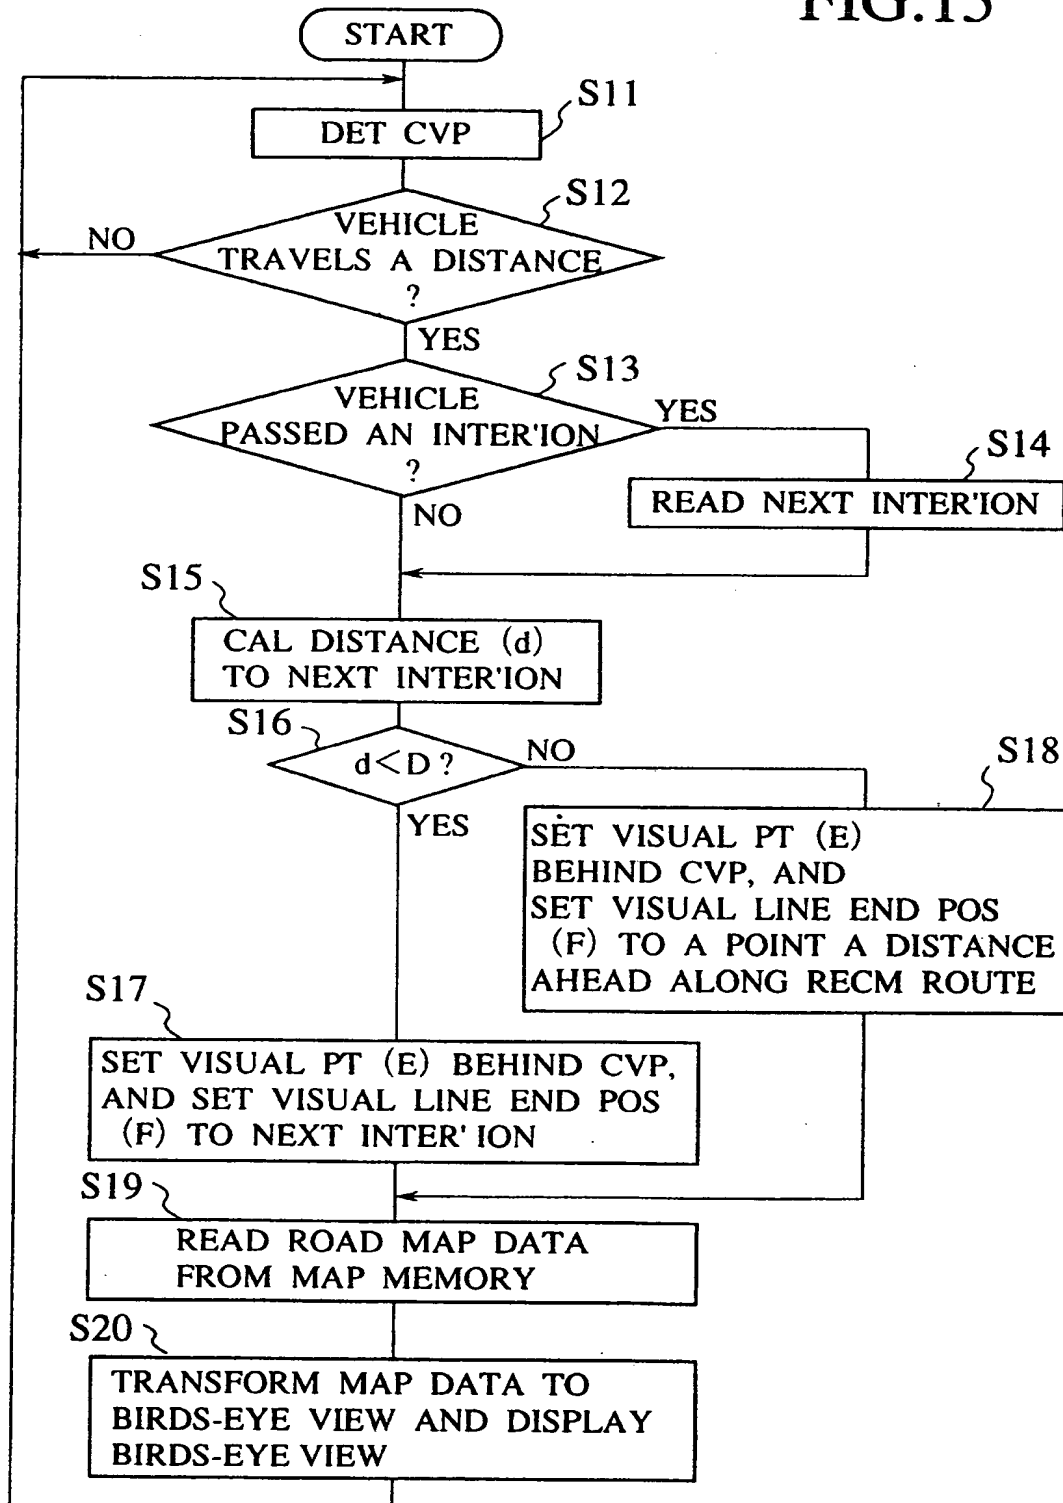 FIG.15
START
S11
DET CVP
S12
VEHICLE
TRAVELS A DISTANCE
?
NO
YES
S13
VEHICLE
PASSED AN INTER'ION
?
YES
NO
S14
READ NEXT INTER'ION
S15
CAL DISTANCE (d)
TO NEXT INTER'ION
S16
d<D ?
NO
YES
S18
SET VISUAL PT (E)
BEHIND CVP, AND
SET VISUAL LINE END POS
(F) TO A POINT A DISTANCE
AHEAD ALONG RECM ROUTE
S17
SET VISUAL PT (E) BEHIND CVP,
AND SET VISUAL LINE END POS
(F) TO NEXT INTER' ION
S19
READ ROAD MAP DATA
FROM MAP MEMORY
S20
TRANSFORM MAP DATA TO
BIRDS-EYE VIEW AND DISPLAY
BIRDS-EYE VIEW